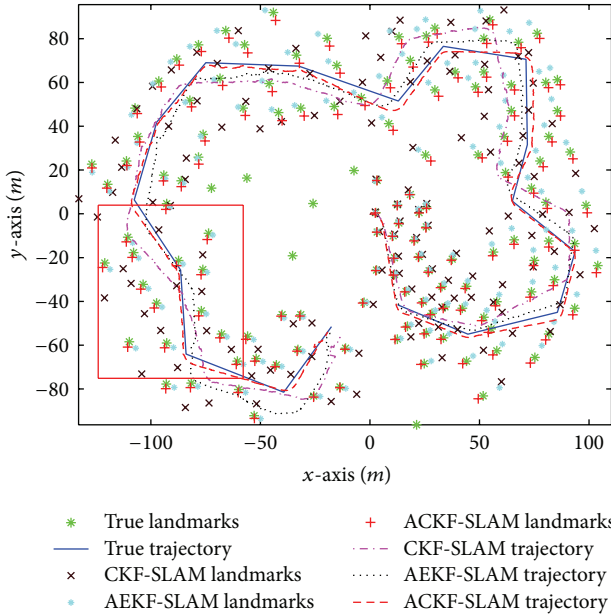 80
60
40
20
0
−20
−40
−60
−80
−100 −50 0 50 100
y-axis (m)
x-axis (m)
True landmarks
True trajectory
CKF-SLAM landmarks
AEKF-SLAM landmarks
ACKF-SLAM landmarks
CKF-SLAM trajectory
AEKF-SLAM trajectory
ACKF-SLAM trajectory